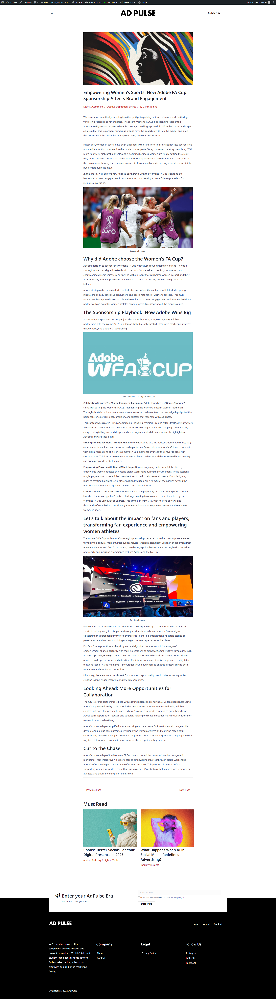 Ad Pulse Customize 0 New WP Engine Quick Links Edit Post Rank Math SEO Autoptimize Beaver Builder Forms Howdy, Drew Flowerday
AD PULSE
Subscribe
Empowering Women’s Sports: How Adobe FA Cup
Sponsorship Affects Brand Engagement
Leave A Comment / Creative Inspiration, Events / By Garima Sinha
Women’s sports are finally stepping into the spotlight—gaining cultural relevance and shattering
viewership records like never before. The recent Women’s FA Cup has seen unprecedented
attendance figures and expanded media coverage, marking a powerful shift in the sports landscape.
As a result of this expansion, numerous brands have the opportunity to join the market and align
themselves with the principles of empowerment, diversity, and inclusion.
Historically, women in sports have been sidelined, with brands offering significantly less sponsorship
and media attention compared to their male counterparts. Today, however, the story is evolving. With
more followers, high-profile events, and a booming business, women are finally getting the credit
they merit. Adobe’s sponsorship of the Women’s FA Cup highlighted how brands can participate in
this evolution—showing that the empowerment of women athletes is not only a social responsibility
but a smart business move.
In this article, we’ll explore how Adobe’s partnership with the Women’s FA Cup is shifting the
landscape of brand engagement in women’s sports and setting a powerful new precedent for
inclusive advertising.
WOMEN'S
EURO
Credit: yahoo.com
Why did Adobe choose the Women’s FA Cup?
Adobe’s decision to sponsor the Women’s FA Cup wasn’t just about jumping on a trend—it was a
strategic move that aligned perfectly with the brand’s core values: creativity, innovation, and
championing diverse voices. By partnering with an event that celebrated women in sport and their
achievements, Adobe tapped into an audience that was passionate, diverse, and growing in
influence.
Adobe strategically connected with an inclusive and influential audience, which included young
innovators, socially conscious consumers, and passionate fans of women’s football. This multi-
faceted audience played a crucial role in the evolution of brand engagement, and Adobe’s decision to
partner with an event for women athletes sent a powerful message about the brand’s values.
The Sponsorship Playbook: How Adobe Wins Big
Sponsorship in sports was no longer just about simply putting a logo on a jersey. Adobe’s
partnership with the Women’s FA Cup demonstrated a sophisticated, integrated marketing strategy
that went beyond traditional advertising.
Adobe
WFA CUP
Credit: Adobe FA Cup Logo (Yahoo.com)
Celebrating Stories: The ‘Game Changers’ Campaign: Adobe launched its “Game Changers”
campaign during the Women’s FA Cup, highlighting the journeys of iconic women footballers.
Through short-form documentaries and creative social media content, the campaign highlighted the
personal stories of resilience, ambition, and success that resonate with audiences.
This content was created using Adobe’s tools, including Premiere Pro and After Effects, giving viewers
a behind-the-scenes look into how these stories were brought to life. The campaign’s emotionally
charged storytelling fostered deeper audience engagement while simultaneously highlighting
Adobe’s software capabilities.
Driving Fan Engagement Through AR Experiences: Adobe also introduced augmented reality (AR)
experiences in stadiums and on social media platforms. Fans could use Adobe’s AR tools to interact
with digital recreations of historic Women’s FA Cup moments or “meet” their favorite players in
virtual spaces. This interactive element enhanced fan experiences and demonstrated how creativity
can bring people closer to the game.
Empowering Players with Digital Workshops: Beyond engaging audiences, Adobe directly
empowered women athletes by hosting digital workshops during the tournament. These sessions
taught players how to use Adobe’s creative tools to build their personal brands. From designing
logos to creating highlight reels, players gained valuable skills to market themselves beyond the
field, helping them attract sponsors and expand their influence.
Connecting with Gen Z on TikTok: Understanding the popularity of TikTok among Gen Z, Adobe
launched the #UnstoppableCreatives challenge, inviting fans to create content inspired by the
Women’s FA Cup using Adobe Express. This campaign went viral, with millions of views and
thousands of submissions, positioning Adobe as a brand that empowers creators and celebrates
women in sports.
Let’s talk about the impact on fans and players,
transforming fan experience and empowering
women athletes
The Women’s FA Cup, with Adobe’s strategic sponsorship, became more than just a sports event—it
turned into a cultural moment. Post-event analysis revealed a significant uptick in engagement from
female audiences and Gen Z consumers, two demographics that resonated strongly with the values
of diversity and inclusion championed by both Adobe and the FA Cup.
Generative fill
Generative recolor
Text based editing
Lens blur
Cloud documents
Share for review
Enhanced rotobrush
Magic wand
Credit: yahoo.com
For women, the visibility of female athletes on such a grand stage created a surge of interest in
sports, inspiring many to take part as fans, participants, or advocates. Adobe’s campaigns
celebrating the personal journeys of players struck a chord, demonstrating relatable stories of
perseverance and success that bridged the gap between spectators and athletes.
For Gen Z, who prioritizes authenticity and social justice, the sponsorship’s message of
empowerment aligned perfectly with their expectations of brands. Adobe’s creative campaigns, such
as “Unstoppable Journeys,” which used its tools to narrate the behind-the-scenes grit of athletes,
garnered widespread social media traction. The interactive elements—like augmented reality filters
featuring iconic FA Cup moments—encouraged young audiences to engage directly, driving both
awareness and emotional connection.
Ultimately, the event set a benchmark for how sports sponsorships could drive inclusivity while
creating lasting engagement among key demographics.
Looking Ahead: More Opportunities for
Collaboration
The future of this partnership is filled with exciting potential. From innovative fan experiences using
Adobe’s augmented reality tools to exclusive behind-the-scenes content crafted using Adobe’s
creative software, the possibilities are endless. As women in sports continue to grow, brands like
Adobe can support other leagues and athletes, helping to create a broader, more inclusive future for
women in sports advertising.
Adobe’s sponsorship exemplified how advertising can be a powerful force for social change while
driving tangible business outcomes. By supporting women athletes and fostering meaningful
connections, Adobe was not just promoting its products but championing a cause—helping pave the
way for a future where women in sports receive the recognition they deserve.
Cut to the Chase
Adobe’s sponsorship of the Women’s FA Cup demonstrated the power of creative, integrated
marketing. From interactive AR experiences to empowering athletes through digital workshops,
Adobe’s efforts reshaped the narrative of women in sports. This partnership was proof that
supporting women in sports is more than just a cause—it’s a strategy that inspires fans, empowers
athletes, and drives meaningful brand growth.
← Previous Post
Next Post →
Must Read
Choose Better Socials For Your
Digital Presence in 2025
Advice , Industry Insights , Tools
What Happens When AI in
Social Media Redefines
Advertising?
Industry Insights
Enter your AdPulse Era
We won't spam your inbox.
Email address *
I have read and consent to Ad Pulse's privacy policy. *
Subscribe
AD PULSE
Home About Contact
We're tired of cookie-cutter
campaigns, generic slogans, and
uninspired content. We didn't take out
student loan debt to snooze at work.
So let's raise the bar, unleash our
creativity, and kill boring marketing -
finally.
Company
About
Contact
Legal
Privacy Policy
Follow Us
Instagram
LinkedIn
Facebook
Copyright © 2025 AdPulse